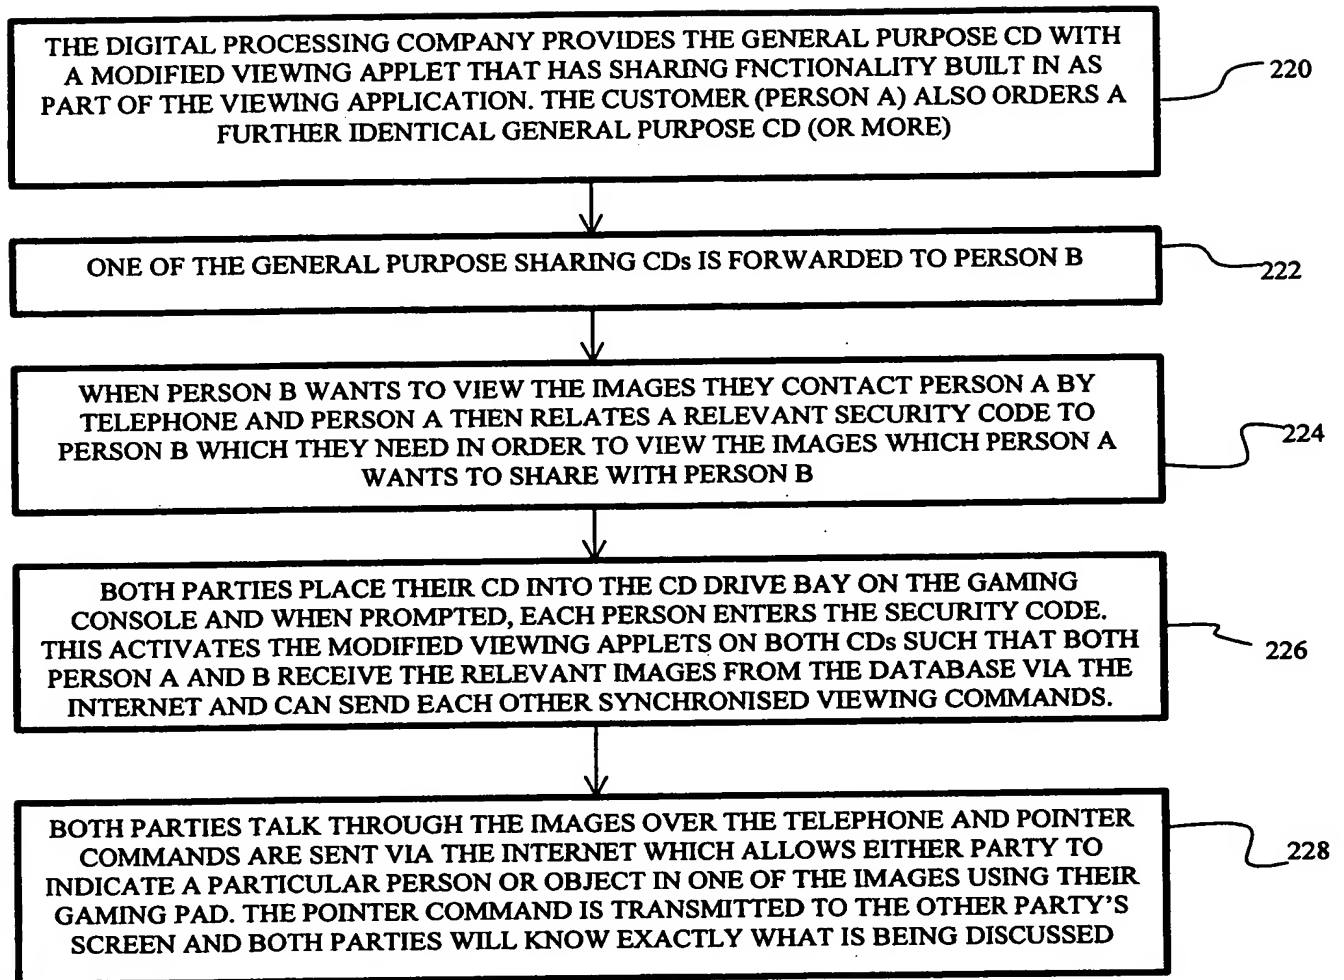 THE DIGITAL PROCESSING COMPANY PROVIDES THE GENERAL PURPOSE CD WITH
A MODIFIED VIEWING APPLET THAT HAS SHARING FNCTIONALITY BUILT IN AS
PART OF THE VIEWING APPLICATION. THE CUSTOMER (PERSON A) ALSO ORDERS A
FURTHER IDENTICAL GENERAL PURPOSE CD (OR MORE)
220
ONE OF THE GENERAL PURPOSE SHARING CDs IS FORWARDED TO PERSON B
222
WHEN PERSON B WANTS TO VIEW THE IMAGES THEY CONTACT PERSON A BY
TELEPHONE AND PERSON A THEN RELATES A RELEVANT SECURITY CODE TO
PERSON B WHICH THEY NEED IN ORDER TO VIEW THE IMAGES WHICH PERSON A
WANTS TO SHARE WITH PERSON B
224
BOTH PARTIES PLACE THEIR CD INTO THE CD DRIVE BAY ON THE GAMING
CONSOLE AND WHEN PROMPTED, EACH PERSON ENTERS THE SECURITY CODE.
THIS ACTIVATES THE MODIFIED VIEWING APPLETS ON BOTH CDs SUCH THAT BOTH
PERSON A AND B RECEIVE THE RELEVANT IMAGES FROM THE DATABASE VIA THE
INTERNET AND CAN SEND EACH OTHER SYNCHRONISED VIEWING COMMANDS.
226
BOTH PARTIES TALK THROUGH THE IMAGES OVER THE TELEPHONE AND POINTER
COMMANDS ARE SENT VIA THE INTERNET WHICH ALLOWS EITHER PARTY TO
INDICATE A PARTICULAR PERSON OR OBJECT IN ONE OF THE IMAGES USING THEIR
GAMING PAD. THE POINTER COMMAND IS TRANSMITTED TO THE OTHER PARTY'S
SCREEN AND BOTH PARTIES WILL KNOW EXACTLY WHAT IS BEING DISCUSSED
228